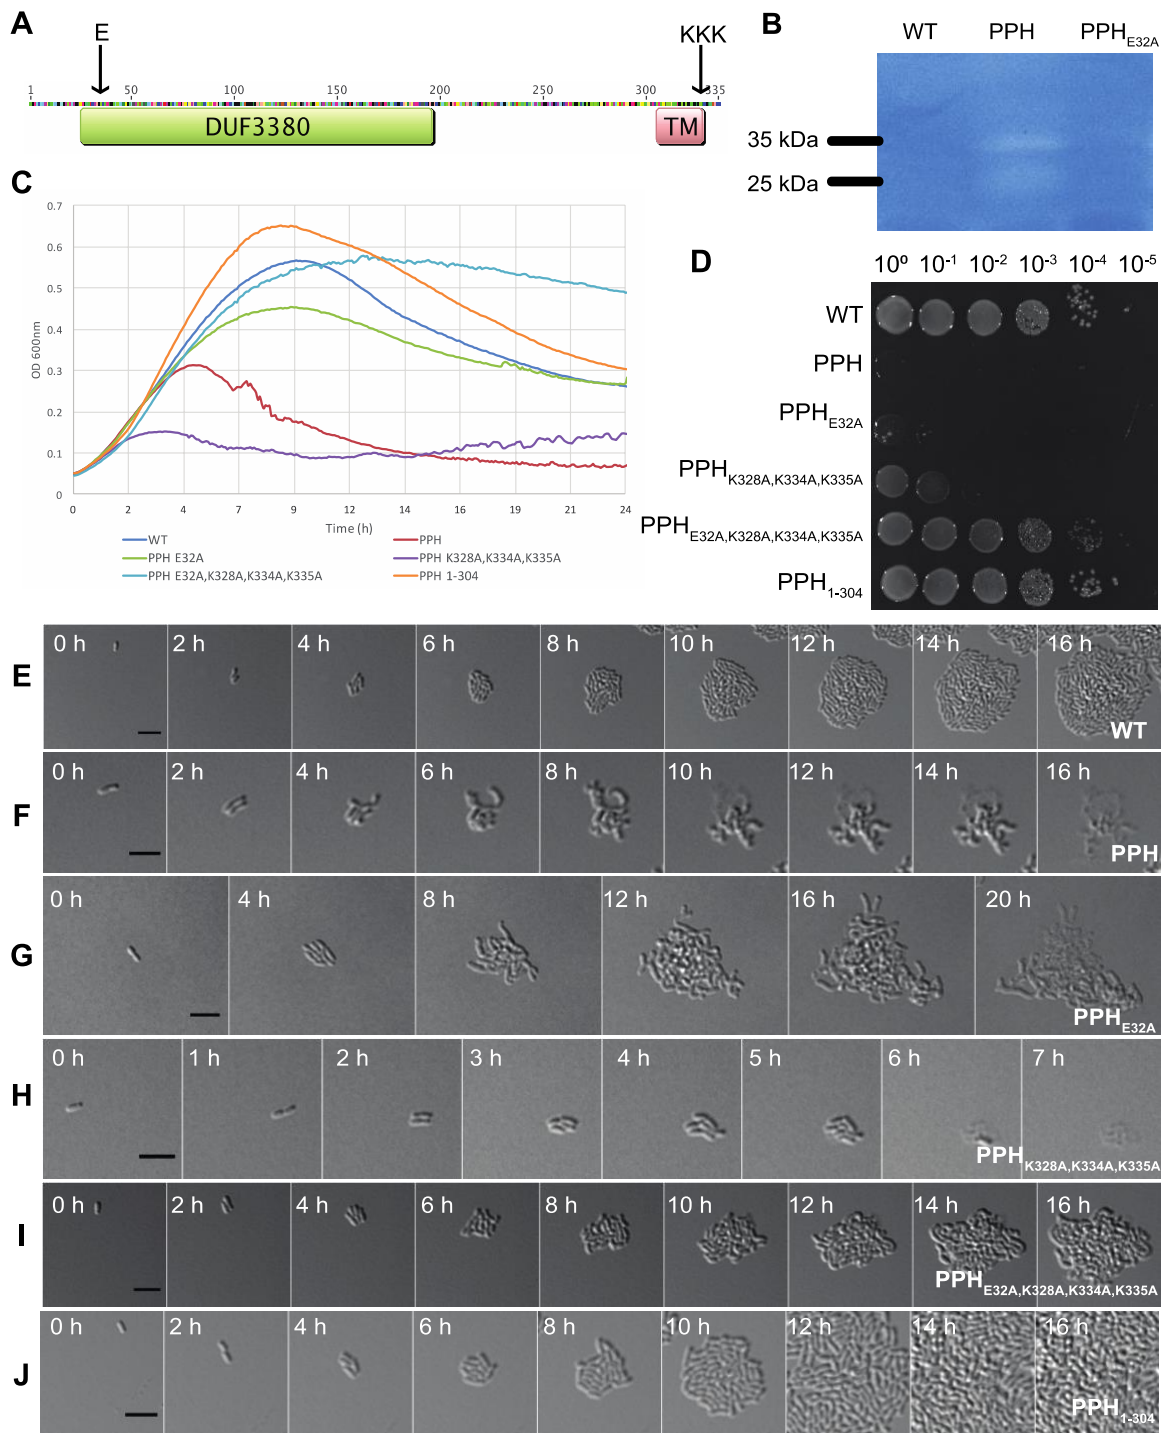 A
E
KKK
1
50
100
150
200
250
300
335
DUF3380
TM
B
WT
PPH
PPH E32A
35 kDa
25 kDa
C
0.7
0.6
0.5
0.4
0.3
0.2
0.1
0
OD 600nm
0 2 4 6 7 9 12 14 16 19 21 24
Time (h)
WT
PPH
PPH E32A
PPH K328A,K334A,K335A
PPH E32A,K328A,K334A,K335A
PPH 1-304
D
10⁰ 10⁻¹ 10⁻² 10⁻³ 10⁻⁴ 10⁻⁵
WT
PPH
PPH E32A
PPH K328A,K334A,K335A
PPH E32A,K328A,K334A,K335A
PPH 1-304
E
0 h 2 h 4 h 6 h 8 h 10 h 12 h 14 h 16 h
WT
F
0 h 2 h 4 h 6 h 8 h 10 h 12 h 14 h 16 h
PPH
G
0 h 4 h 8 h 12 h 16 h 20 h
PPH E32A
H
0 h 1 h 2 h 3 h 4 h 5 h 6 h 7 h
PPH K328A,K334A,K335A
I
0 h 2 h 4 h 6 h 8 h 10 h 12 h 14 h 16 h
PPH E32A,K328A,K334A,K335A
J
0 h 2 h 4 h 6 h 8 h 10 h 12 h 14 h 16 h
PPH 1-304